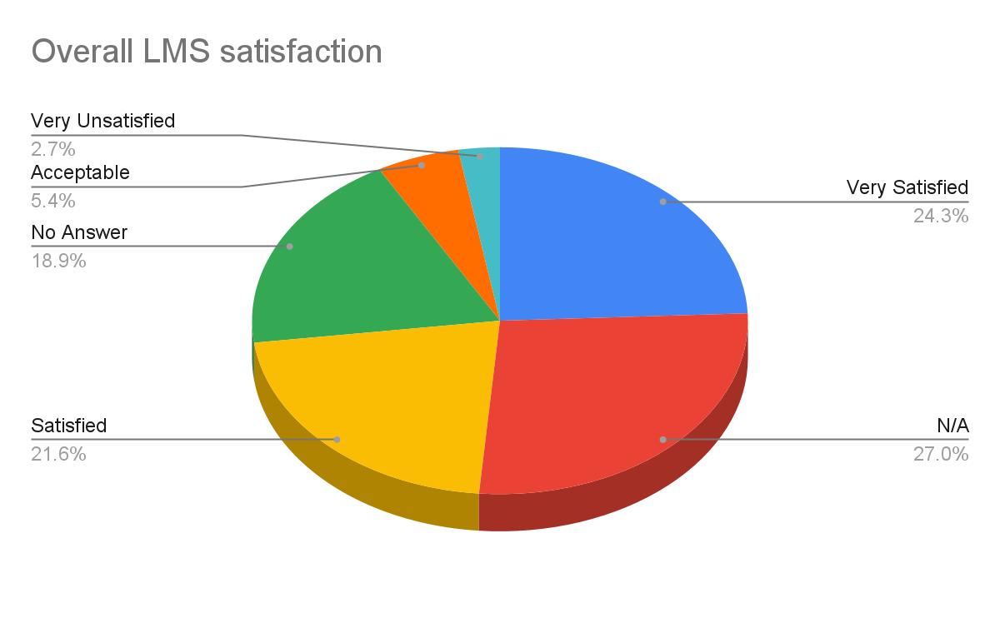 Overall LMS satisfaction
Very Unsatisfied
2.7%
Acceptable
5.4%
No Answer
18.9%
Satisfied
21.6%
Very Satisfied
24.3%
N/A
27.0%